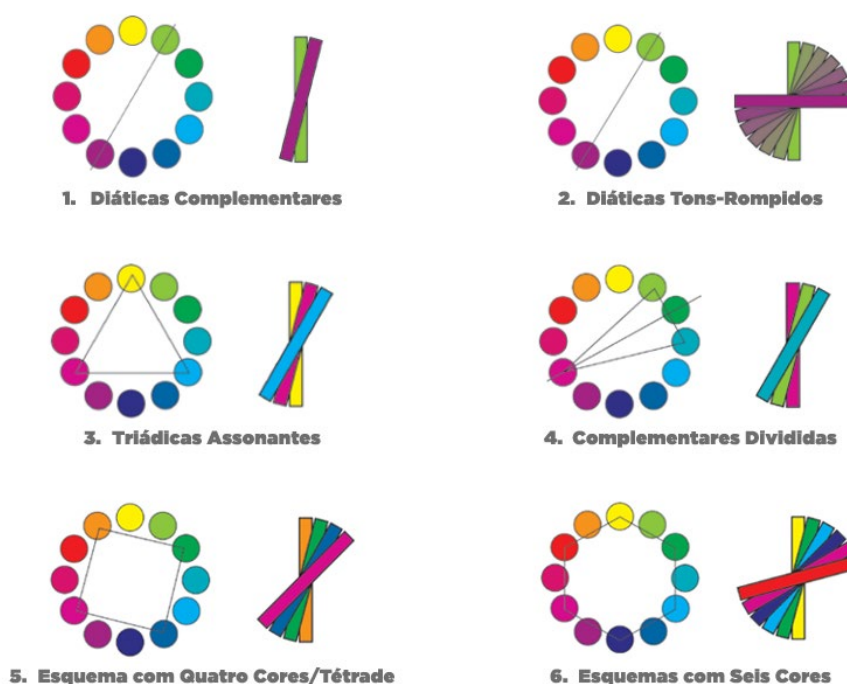 1. Diáticas Complementares
2. Diáticas Tons-Rompidos
3. Triádicas Assonantes
4. Complementares Divididas
5. Esquema com Quatro Cores/Tétrade
6. Esquemas com Seis Cores